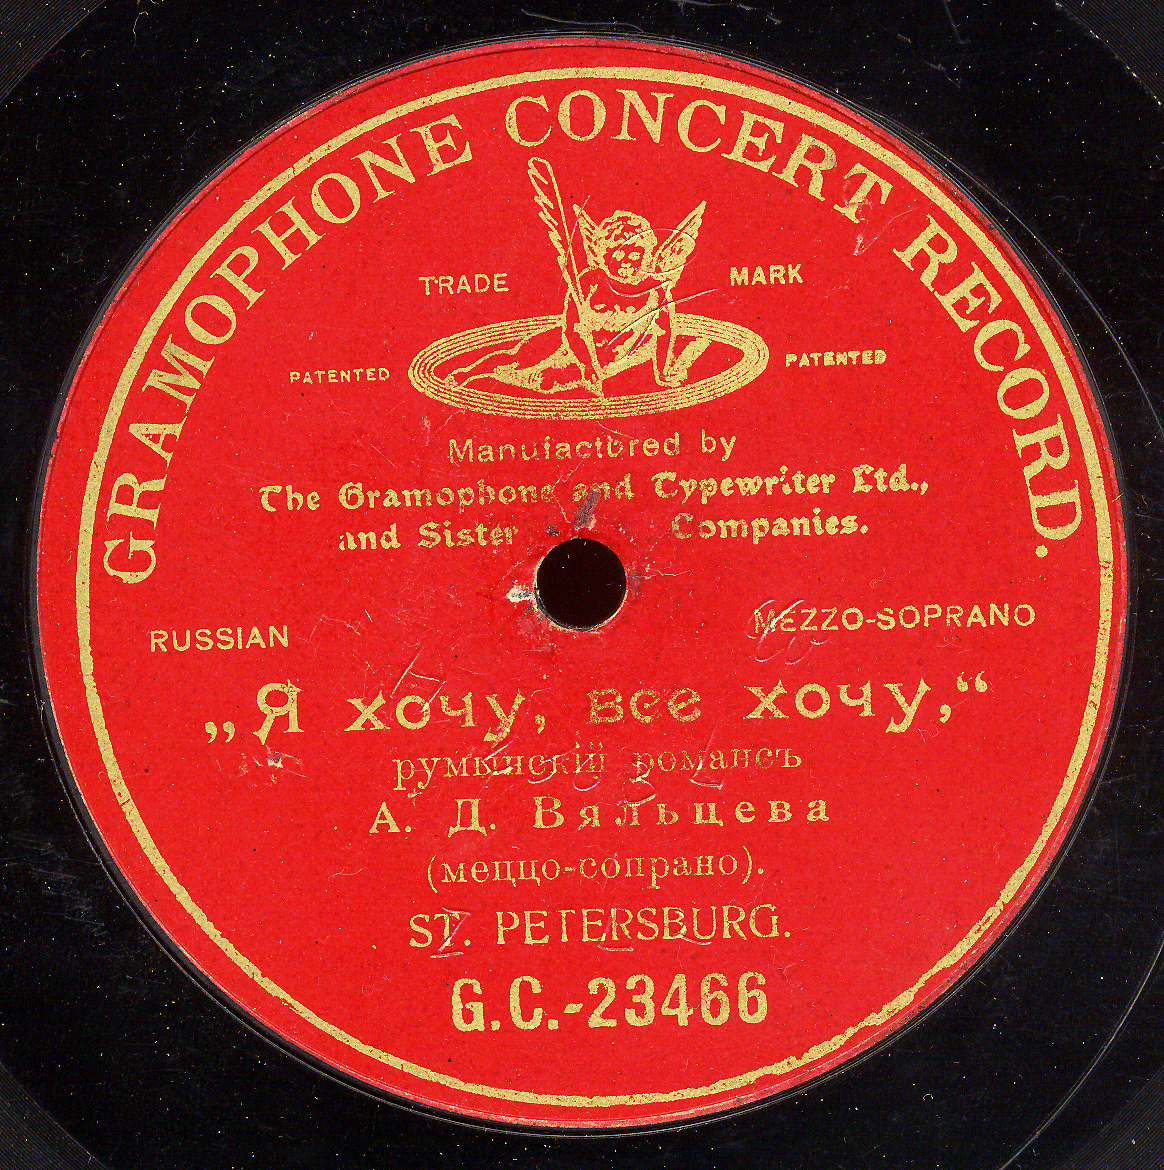 GRAMOPHONE CONCERT RECORD.
TRADE MARK
PATENTED PATENTED
Manufactured by
The Gramophone and Typewriter Ltd.,
and Sister Companies.
RUSSIAN MEZZO-SOPRANO
„Я хочу, все хочу,“
румынскій романсъ
А. Д. Вяльцева
(меццо-сопрано).
ST. PETERSBURG.
G.C.-23466